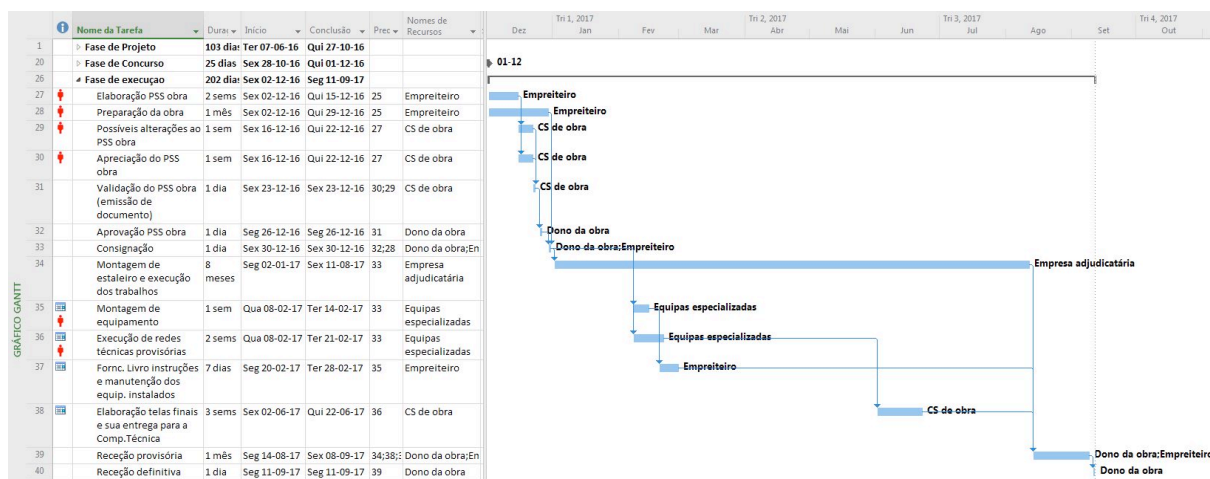 Tri 1, 2017 Tri 2, 2017 Tri 3, 2017 Tri 4, 2017
Nome da Tarefa Dura Início Conclusão Prec Nomes de Recursos Dez Jan Fev Mar Abr Mai Jun Jul Ago Set Out
1 Fase de Projeto 103 dias Ter 07-06-16 Qui 27-10-16
20 Fase de Concurso 25 dias Sex 28-10-16 Qui 01-12-16 01-12
26 Fase de execuçao 202 dias Sex 02-12-16 Seg 11-09-17
27 Elaboração PSS obra 2 sems Sex 02-12-16 Qui 15-12-16 25 Empreiteiro Empreiteiro
28 Preparação da obra 1 mês Sex 02-12-16 Qui 29-12-16 25 Empreiteiro Empreiteiro
29 Possíveis alterações ao 1 sem Sex 16-12-16 Qui 22-12-16 27 CS de obra CS de obra
PSS obra
30 Apreciação do PSS 1 sem Sex 16-12-16 Qui 22-12-16 27 CS de obra CS de obra
obra
31 Validação do PSS obra 1 dia Sex 23-12-16 Sex 23-12-16 30;29 CS de obra CS de obra
(emissão de
documento)
32 Aprovação PSS obra 1 dia Seg 26-12-16 Seg 26-12-16 31 Dono da obra Dono da obra
33 Consignação 1 dia Sex 30-12-16 Sex 30-12-16 32;28 Dono da obra;En Dono da obra;Empreiteiro
34 Montagem de 8 Seg 02-01-17 Sex 11-08-17 33 Empresa Empresa adjudicatária
estaleiro e execução meses adjudicatária
dos trabalhos
GRÁFICO GANTT
35 Montagem de 1 sem Qua 08-02-17 Ter 14-02-17 33 Equipas Equipas especializadas
equipamento especializadas
36 Execução de redes 2 sems Qua 08-02-17 Ter 21-02-17 33 Equipas Equipas especializadas
técnicas provisórias especializadas
37 Fornc. Livro instruções 7 dias Seg 20-02-17 Ter 28-02-17 35 Empreiteiro Empreiteiro
e manutenção dos
equip. instalados
38 Elaboração telas finais 3 sems Sex 02-06-17 Qui 22-06-17 36 CS de obra CS de obra
e sua entrega para a
Comp.Técnica
39 Receção provisória 1 mês Seg 14-08-17 Sex 08-09-17 34;38; Dono da obra;En Dono da obra;Empreiteiro
40 Receção definitiva 1 dia Seg 11-09-17 Seg 11-09-17 39 Dono da obra Dono da obra